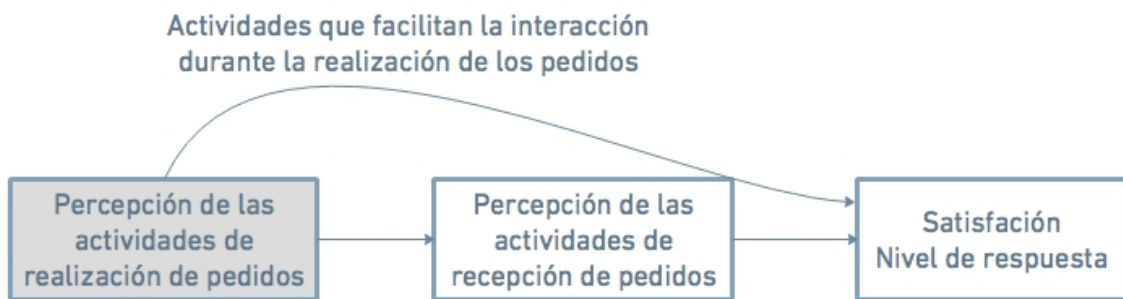 Actividades que facilitan la interacción
durante la realización de los pedidos
Percepción de las
actividades de
realización de pedidos
Percepción de las
actividades de
recepción de pedidos
Satisfacción
Nivel de respuesta